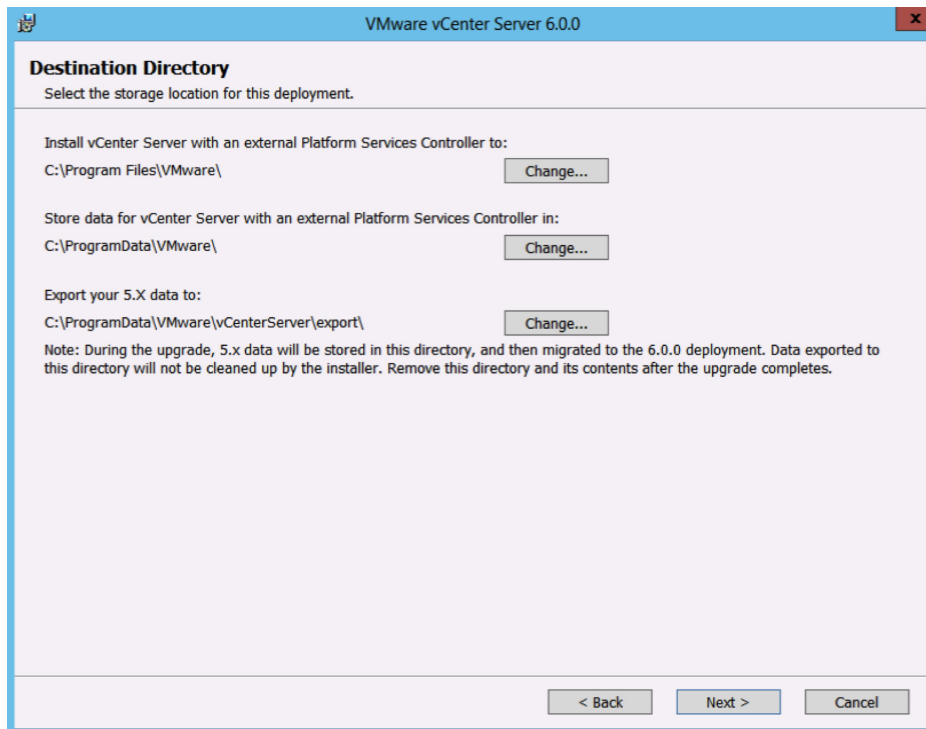 VMware vCenter Server 6.0.0
x
Destination Directory
Select the storage location for this deployment.
Install vCenter Server with an external Platform Services Controller to:
C:\Program Files\VMware\
Change...
Store data for vCenter Server with an external Platform Services Controller in:
C:\ProgramData\VMware\
Change...
Export your 5.X data to:
C:\ProgramData\VMware\vCenterServer\export\
Change...
Note: During the upgrade, 5.x data will be stored in this directory, and then migrated to the 6.0.0 deployment. Data exported to
this directory will not be cleaned up by the installer. Remove this directory and its contents after the upgrade completes.
< Back
Next >
Cancel